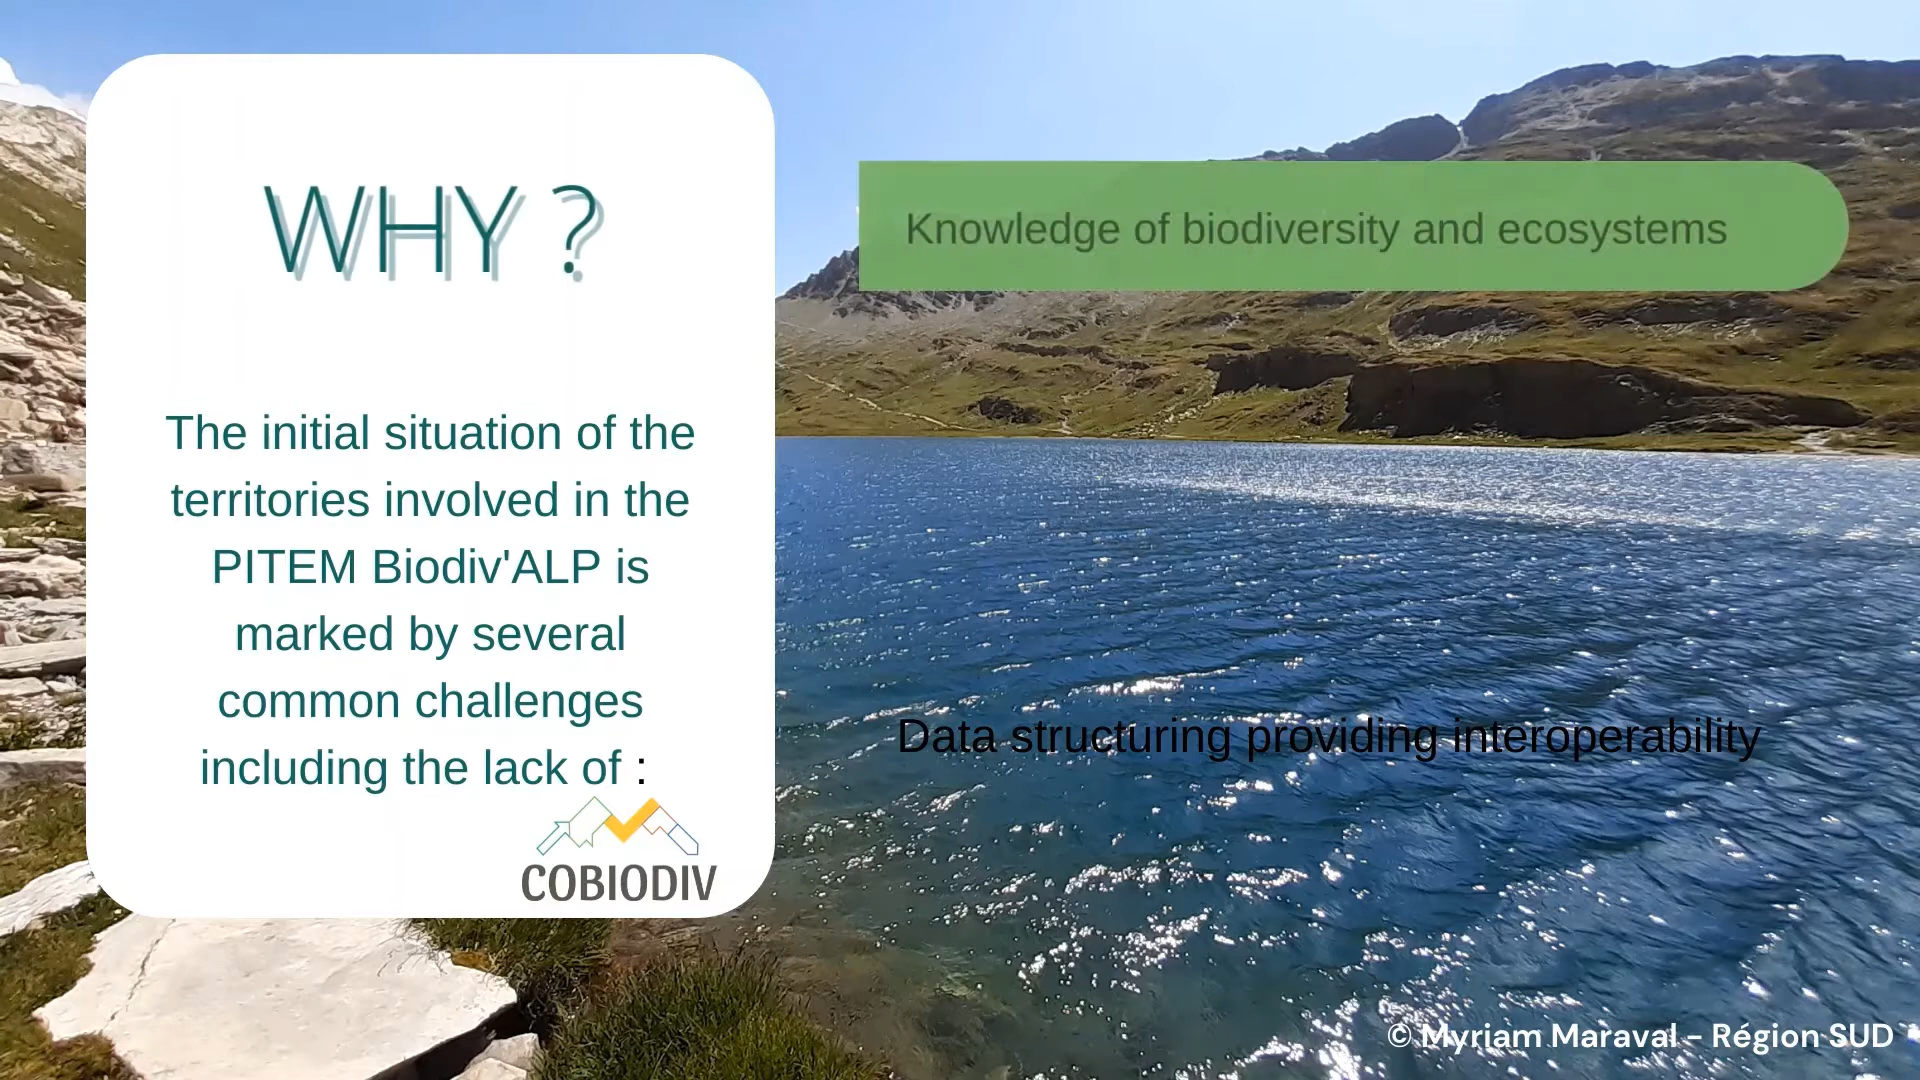 WHY ?
The initial situation of the
territories involved in the
PITEM Biodiv'ALP is
marked by several
common challenges
including the lack of :
COBIODIV
Knowledge of biodiversity and ecosystems
Data structuring providing interoperability
© Myriam Maraval - Région SUD